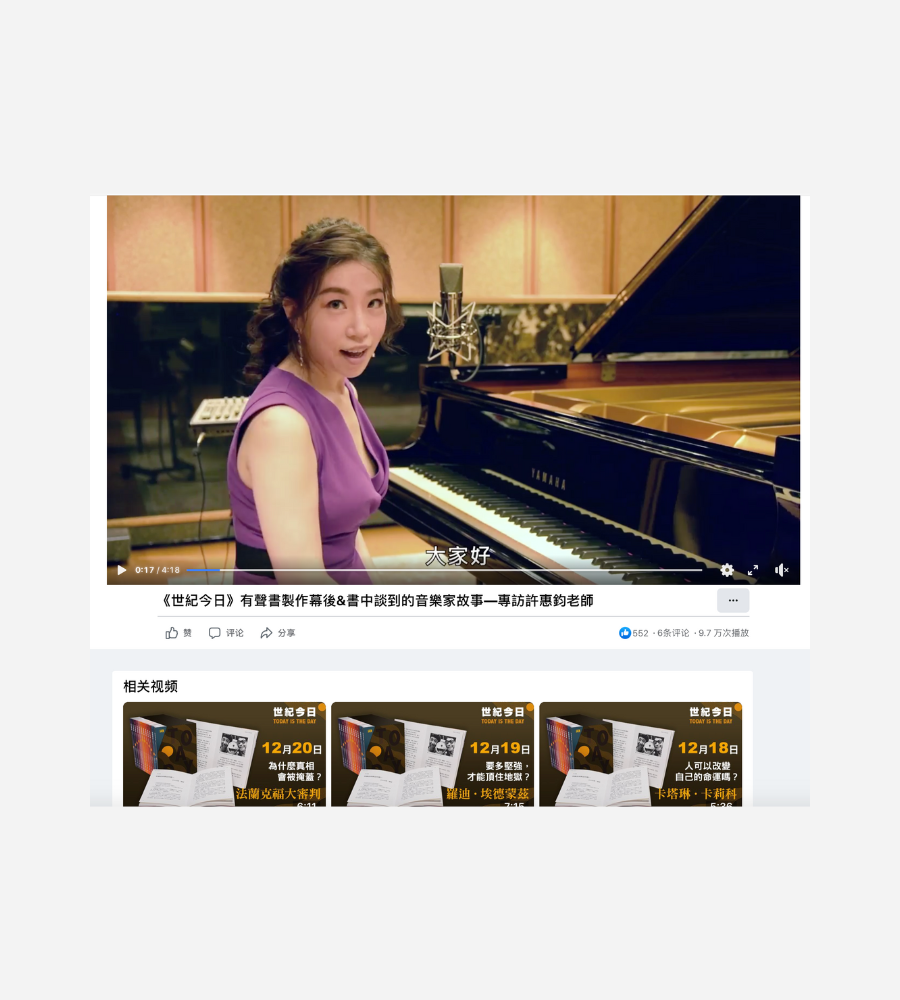 YAMAHA
大家好
0:17 / 4:18
《世紀今日》有聲書製作幕後&書中談到的音樂家故事—專訪許惠鈞老師
赞 评论 分享
552 · 6条评论 · 9.7 万次播放
相关视频
世紀今日
TODAY IS THE DAY
12月20日
為什麼真相
會被掩蓋？
法蘭克福大審判
6:11
世紀今日
TODAY IS THE DAY
12月19日
要多堅強，
才能頂住地獄？
羅迪·埃德蒙茲
7:15
世紀今日
TODAY IS THE DAY
12月18日
人可以改變
自己的命運嗎？
卡塔琳·卡莉科
5:36